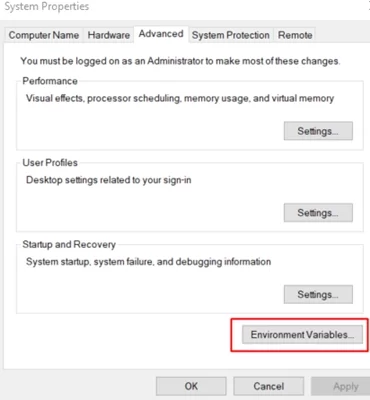 System Properties
Computer Name Hardware Advanced System Protection Remote
You must be logged on as an Administrator to make most of these changes.
Performance
Visual effects, processor scheduling, memory usage, and virtual memory
Settings...
User Profiles
Desktop settings related to your sign-in
Settings...
Startup and Recovery
System startup, system failure, and debugging information
Settings...
Environment Variables...
OK Cancel Apply